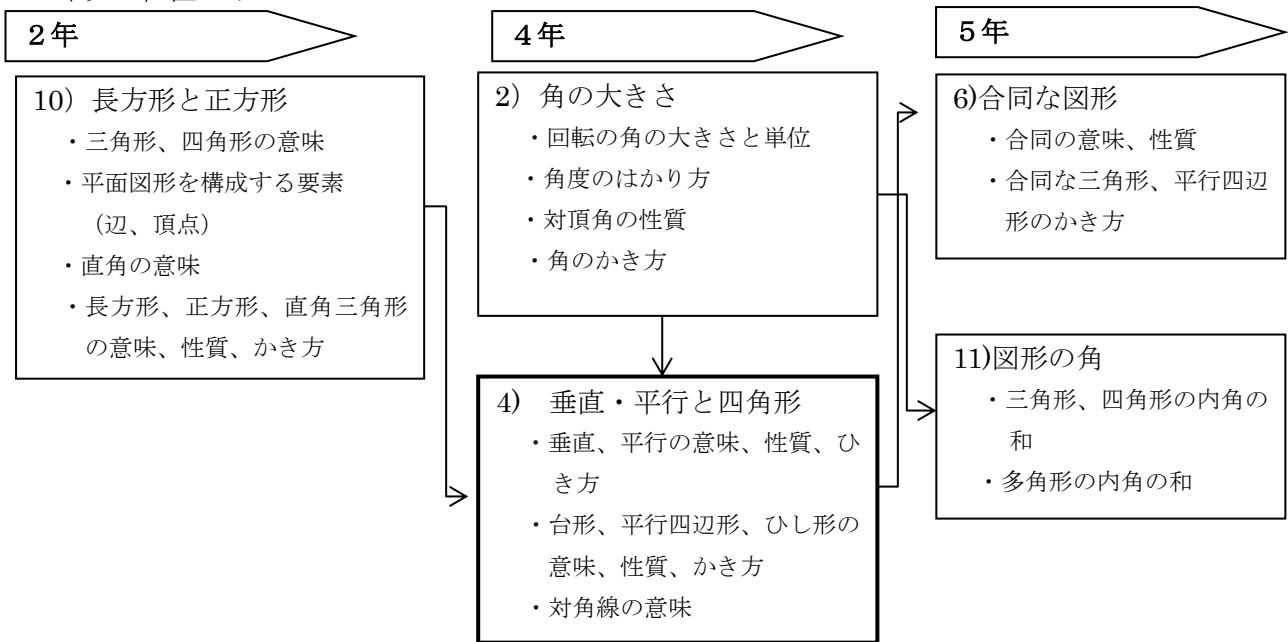 2年
10）長方形と正方形
・三角形、四角形の意味
・平面図形を構成する要素
（辺、頂点）
・直角の意味
・長方形、正方形、直角三角形
の意味、性質、かき方
4年
2）角の大きさ
・回転の角の大きさと単位
・角度のはかり方
・対頂角の性質
・角のかき方
4) 垂直・平行と四角形
・垂直、平行の意味、性質、ひ
き方
・台形、平行四辺形、ひし形の
意味、性質、かき方
・対角線の意味
5年
6)合同な図形
・合同の意味、性質
・合同な三角形、平行四辺
形のかき方
11)図形の角
・三角形、四角形の内角の
和
・多角形の内角の和